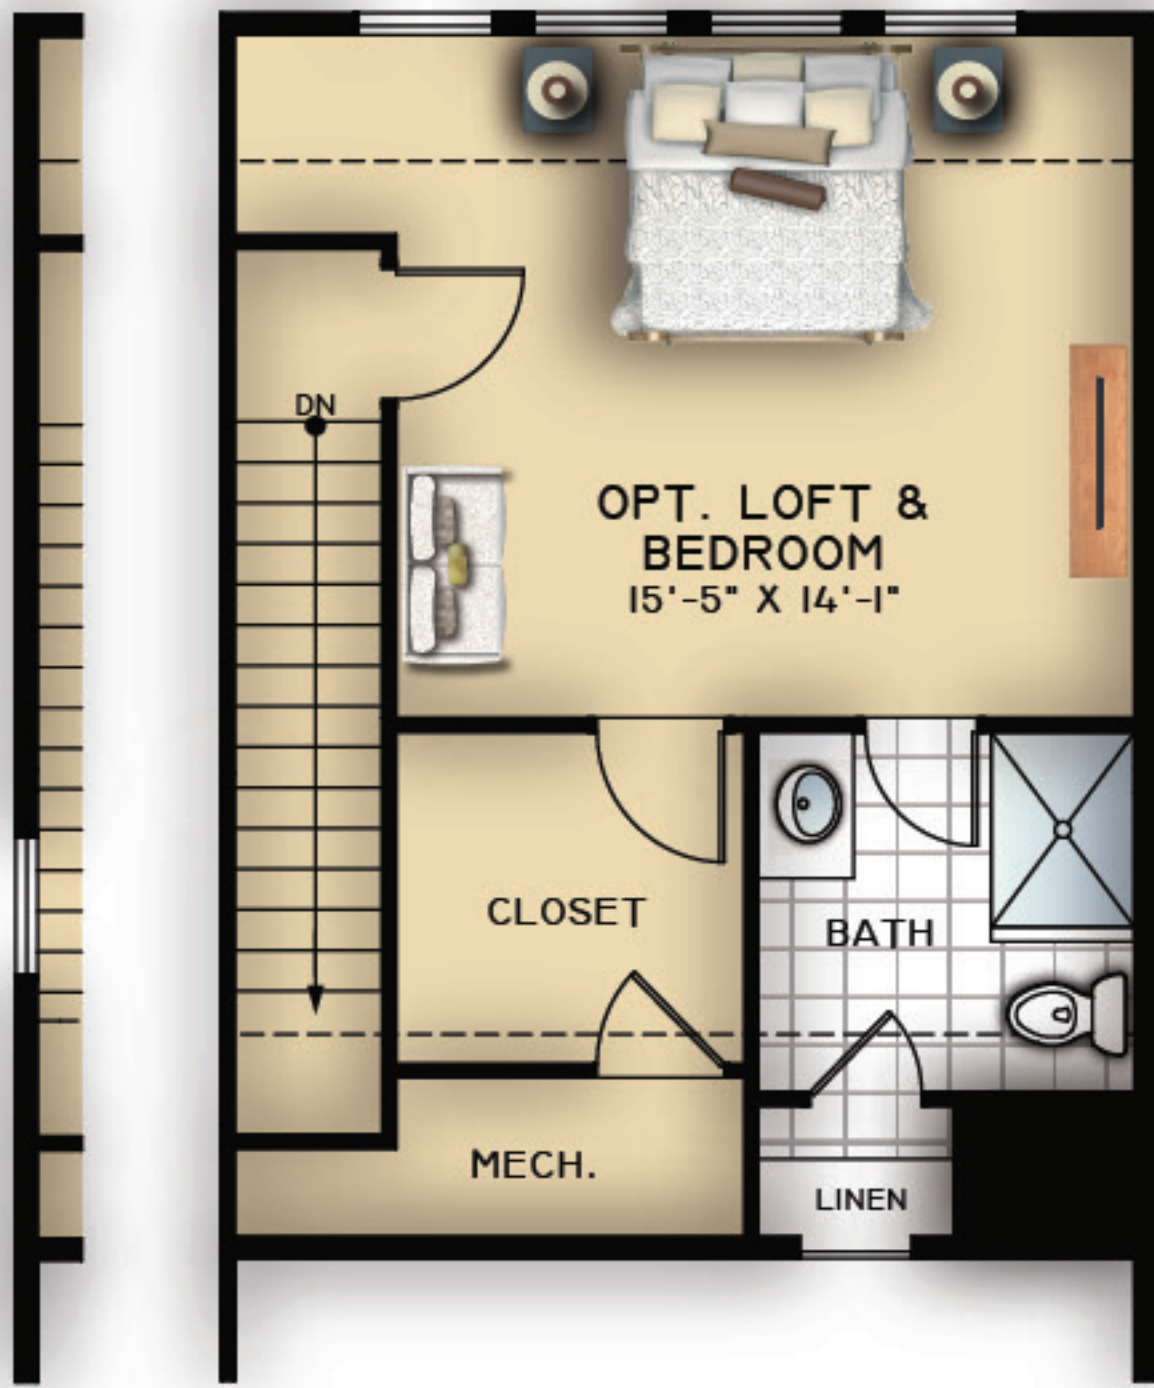 DN
OPT. LOFT &
BEDROOM
15'-5" X 14'-1"
CLOSET
BATH
MECH.
LINEN